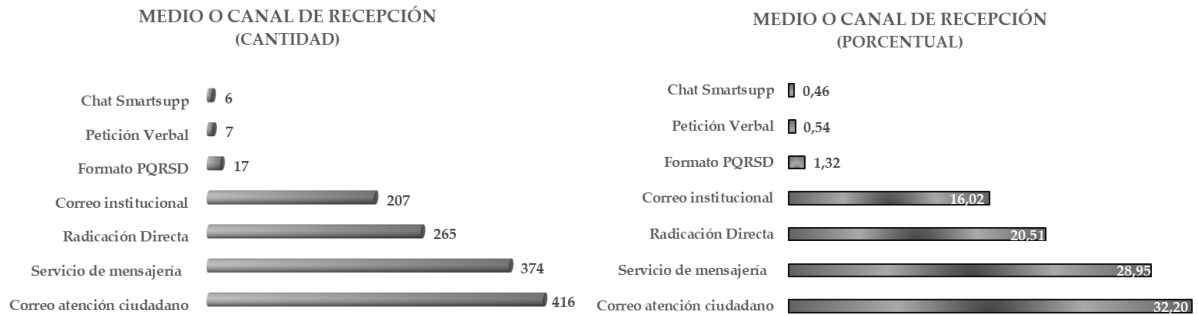 MEDIO O CANAL DE RECEPCIÓN
(CANTIDAD)
Chat Smartsupp 6
Petición Verbal 7
Formato PQRSD 17
Correo institucional 207
Radicación Directa 265
Servicio de mensajería 374
Correo atención ciudadano 416
MEDIO O CANAL DE RECEPCIÓN
(PORCENTUAL)
Chat Smartsupp 0,46
Petición Verbal 0,54
Formato PQRSD 1,32
Correo institucional 16,02
Radicación Directa 20,51
Servicio de mensajería 28,95
Correo atención ciudadano 32,20